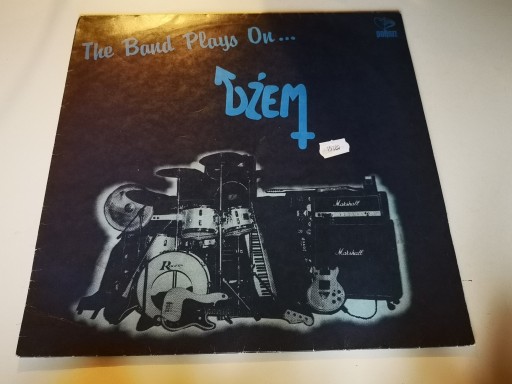 The Band Plays On...
DŻEM
Marshall
Marshall